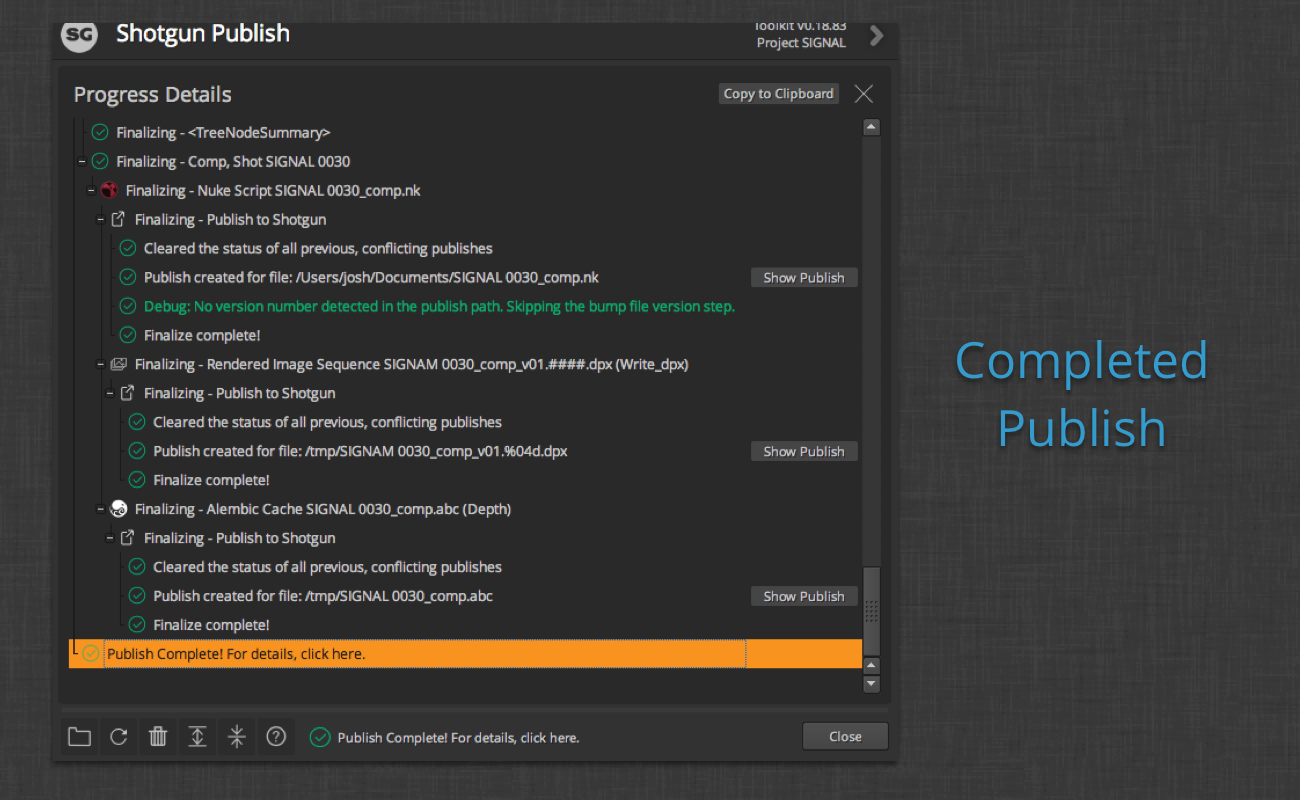 SG Shotgun Publish
Toolkit v0.18.83
Project SIGNAL
Progress Details
Copy to Clipboard
Finalizing - <TreeNodeSummary>
Finalizing - Comp, Shot SIGNAL 0030
Finalizing - Nuke Script SIGNAL 0030_comp.nk
Finalizing - Publish to Shotgun
Cleared the status of all previous, conflicting publishes
Publish created for file: /Users/josh/Documents/SIGNAL 0030_comp.nk Show Publish
Debug: No version number detected in the publish path. Skipping the bump file version step.
Finalize complete!
Finalizing - Rendered Image Sequence SIGNAM 0030_comp_v01.####.dpx (Write_dpx)
Finalizing - Publish to Shotgun
Cleared the status of all previous, conflicting publishes
Publish created for file: /tmp/SIGNAM 0030_comp_v01.%04d.dpx Show Publish
Finalize complete!
Finalizing - Alembic Cache SIGNAL 0030_comp.abc (Depth)
Finalizing - Publish to Shotgun
Cleared the status of all previous, conflicting publishes
Publish created for file: /tmp/SIGNAL 0030_comp.abc Show Publish
Finalize complete!
Publish Complete! For details, click here.
Publish Complete! For details, click here.
Close
Completed
Publish